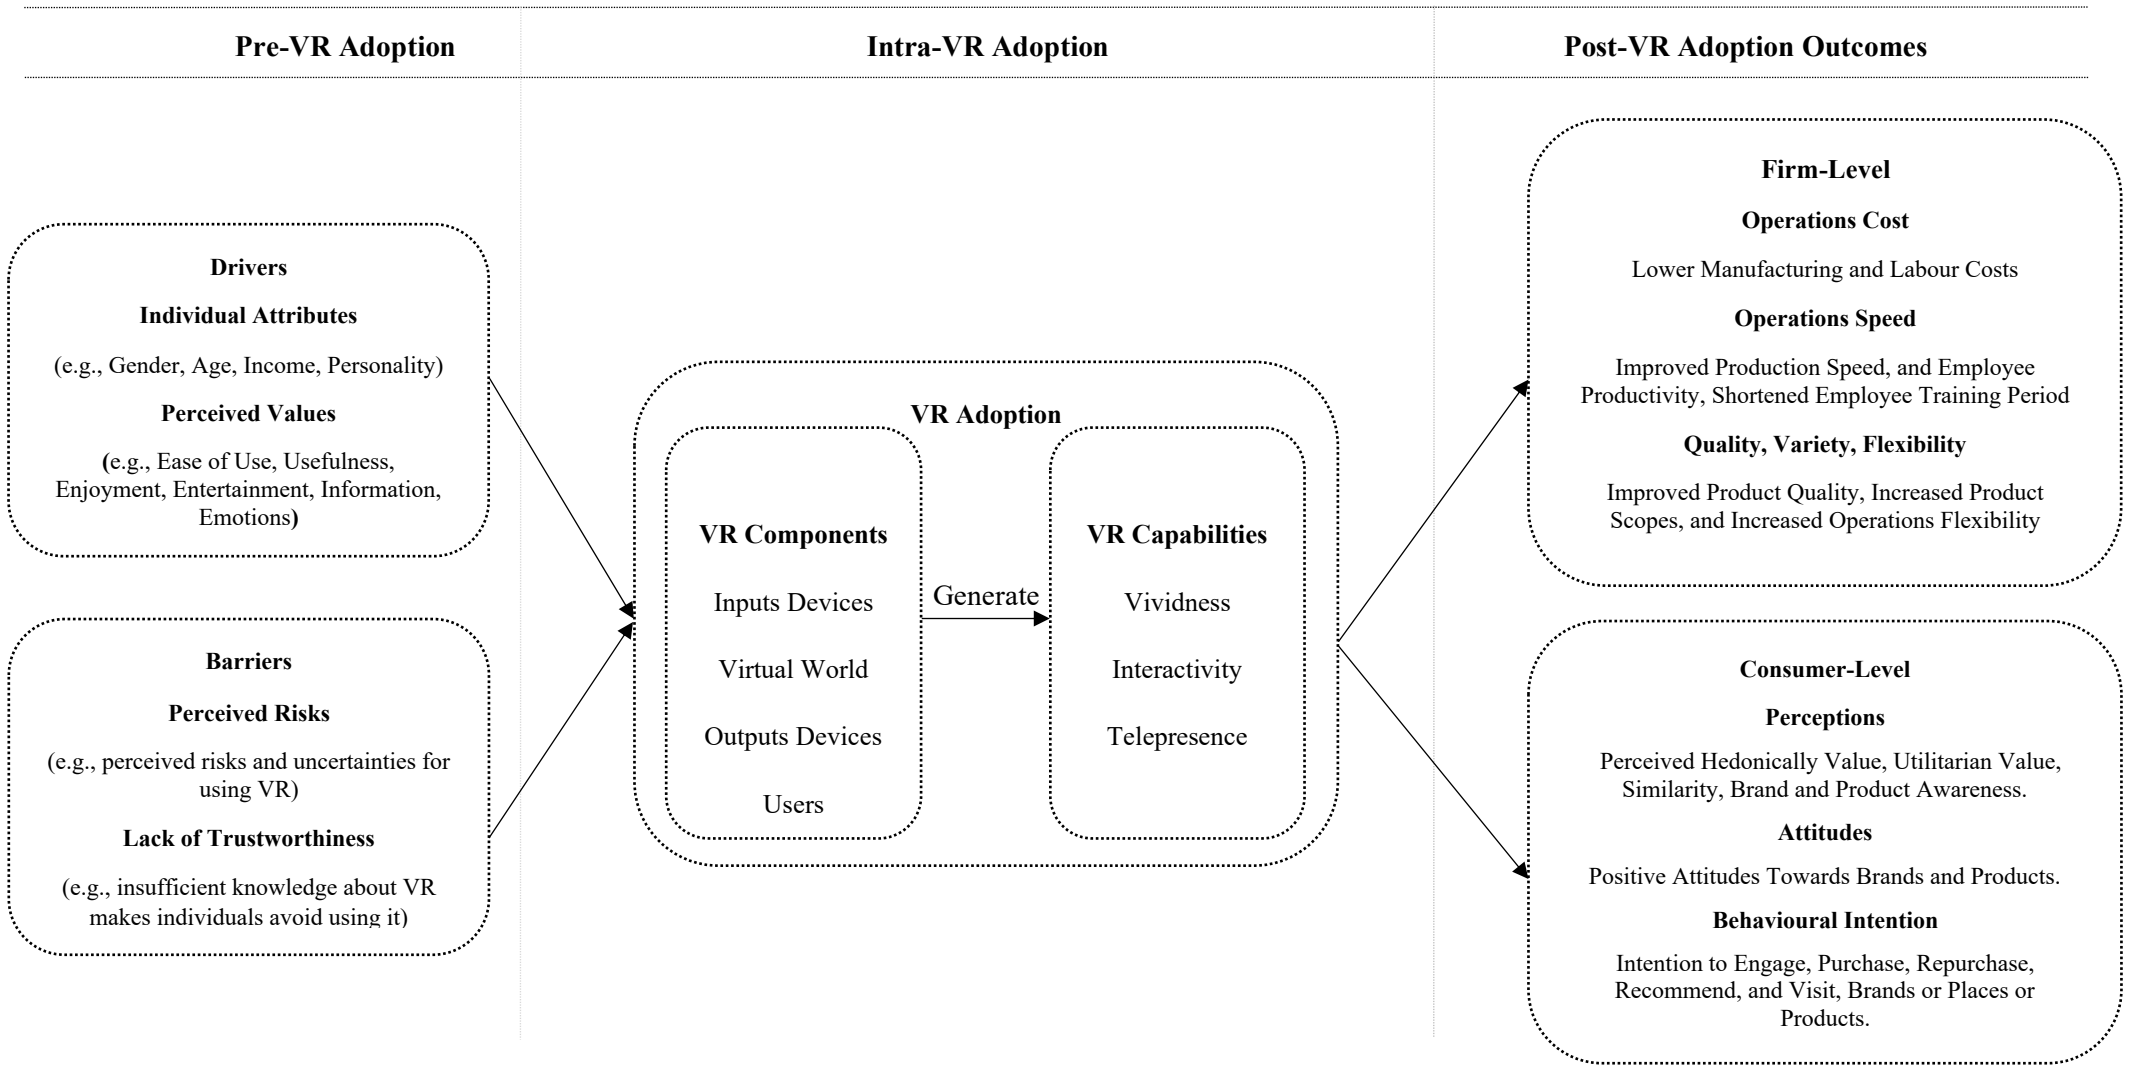 Pre-VR Adoption
Intra-VR Adoption
Post-VR Adoption Outcomes
Drivers
Individual Attributes
(e.g., Gender, Age, Income, Personality)
Perceived Values
(e.g., Ease of Use, Usefulness,
Enjoyment, Entertainment, Information,
Emotions)
Barriers
Perceived Risks
(e.g., perceived risks and uncertainties for
using VR)
Lack of Trustworthiness
(e.g., insufficient knowledge about VR
makes individuals avoid using it)
VR Adoption
VR Components
Inputs Devices
Virtual World
Outputs Devices
Users
Generate
VR Capabilities
Vividness
Interactivity
Telepresence
Firm-Level
Operations Cost
Lower Manufacturing and Labour Costs
Operations Speed
Improved Production Speed, and Employee
Productivity, Shortened Employee Training Period
Quality, Variety, Flexibility
Improved Product Quality, Increased Product
Scopes, and Increased Operations Flexibility
Consumer-Level
Perceptions
Perceived Hedonically Value, Utilitarian Value,
Similarity, Brand and Product Awareness.
Attitudes
Positive Attitudes Towards Brands and Products.
Behavioural Intention
Intention to Engage, Purchase, Repurchase,
Recommend, and Visit, Brands or Places or
Products.